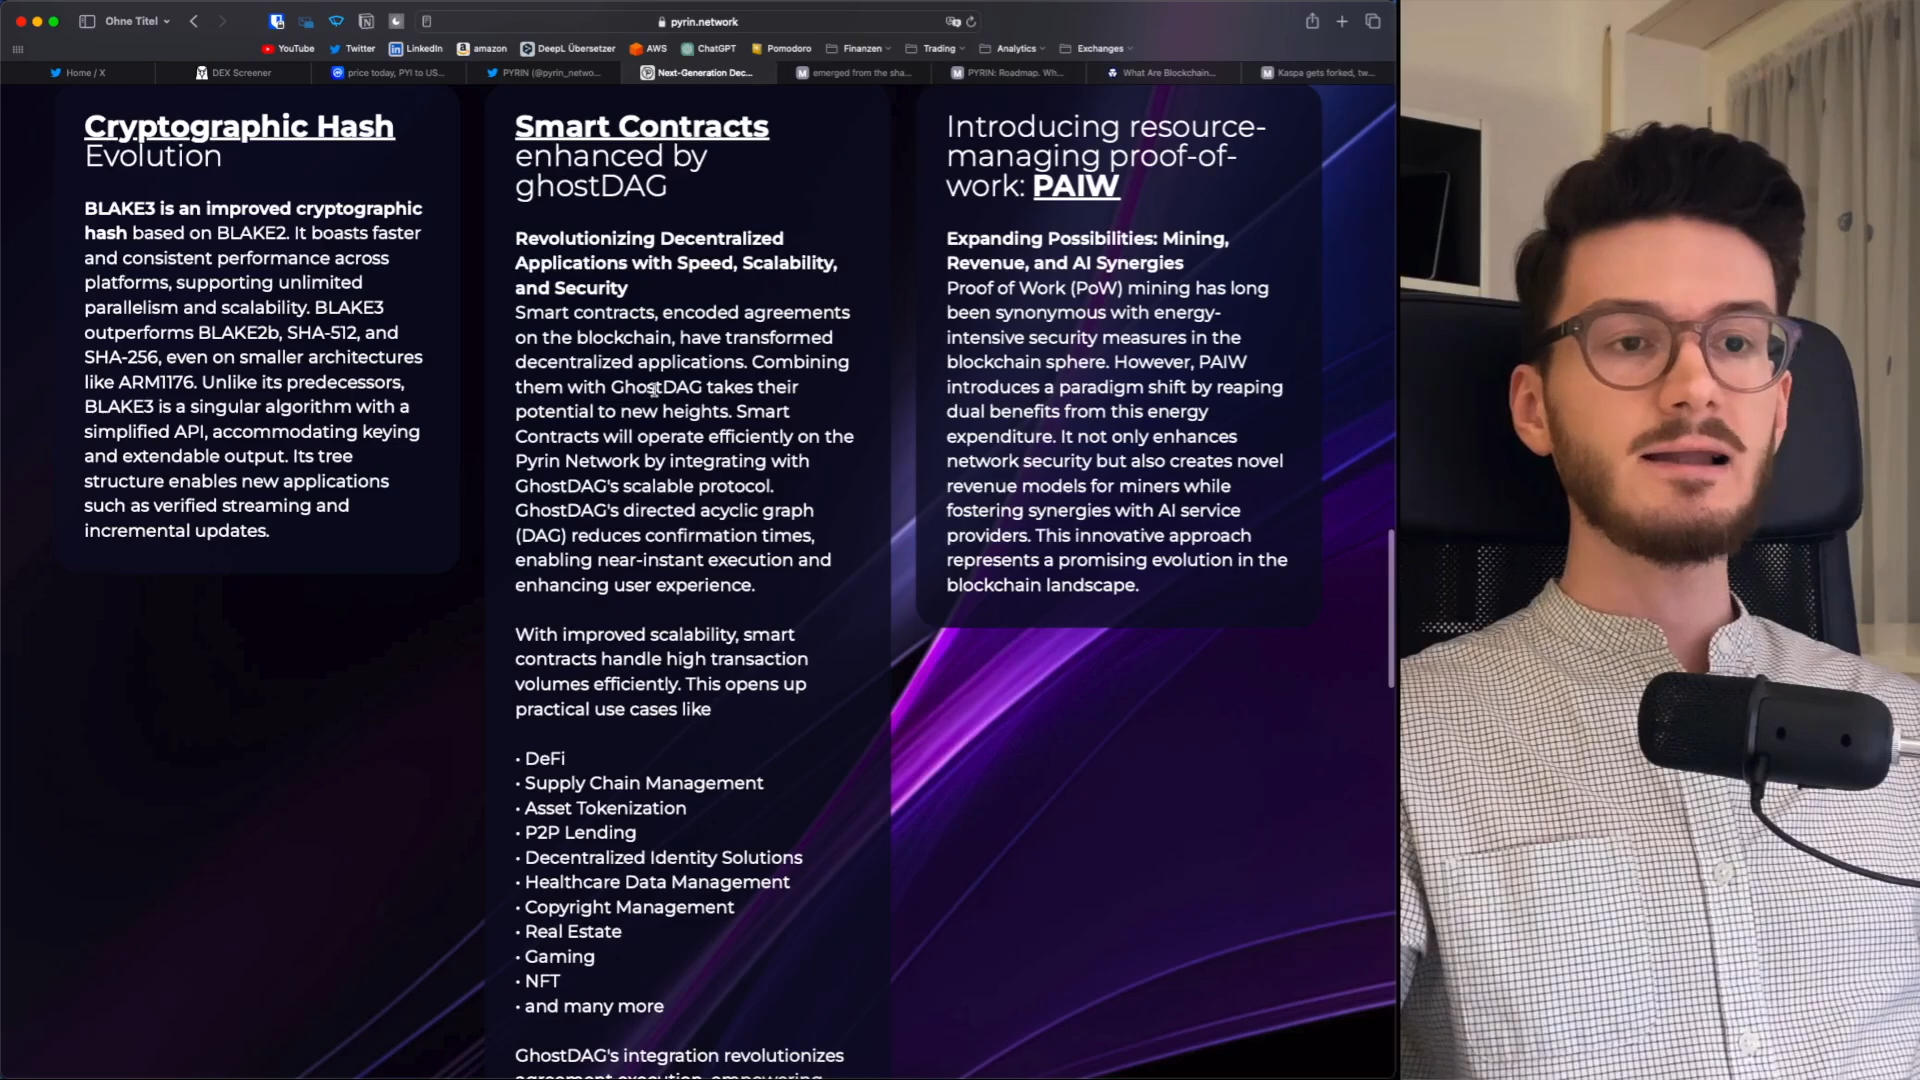 Ohne Titel
pyrin.network
YouTube
Twitter
LinkedIn
amazon
DeepL Übersetzer
AWS
ChatGPT
Pomodoro
Finanzen
Trading
Analytics
Exchanges
Home / X
DEX Screener
price today, PYI to US...
PYRIN (@pyrin_netwo...
Next-Generation Dec...
emerged from the sha...
PYRIN: Roadmap. Wh...
What Are Blockchain...
Kaspa gets forked, tw...
Cryptographic Hash
Evolution
BLAKE3 is an improved cryptographic
hash based on BLAKE2. It boasts faster
and consistent performance across
platforms, supporting unlimited
parallelism and scalability. BLAKE3
outperforms BLAKE2b, SHA-512, and
SHA-256, even on smaller architectures
like ARM1176. Unlike its predecessors,
BLAKE3 is a singular algorithm with a
simplified API, accommodating keying
and extendable output. Its tree
structure enables new applications
such as verified streaming and
incremental updates.
Smart Contracts
enhanced by
ghostDAG
Revolutionizing Decentralized
Applications with Speed, Scalability,
and Security
Smart contracts, encoded agreements
on the blockchain, have transformed
decentralized applications. Combining
them with GhostDAG takes their
potential to new heights. Smart
Contracts will operate efficiently on the
Pyrin Network by integrating with
GhostDAG's scalable protocol.
GhostDAG's directed acyclic graph
(DAG) reduces confirmation times,
enabling near-instant execution and
enhancing user experience.
With improved scalability, smart
contracts handle high transaction
volumes efficiently. This opens up
practical use cases like
• DeFi
• Supply Chain Management
• Asset Tokenization
• P2P Lending
• Decentralized Identity Solutions
• Healthcare Data Management
• Copyright Management
• Real Estate
• Gaming
• NFT
• and many more
GhostDAG's integration revolutionizes
agreement execution, empowering
Introducing resource-
managing proof-of-
work: PAIW
Expanding Possibilities: Mining,
Revenue, and AI Synergies
Proof of Work (PoW) mining has long
been synonymous with energy-
intensive security measures in the
blockchain sphere. However, PAIW
introduces a paradigm shift by reaping
dual benefits from this energy
expenditure. It not only enhances
network security but also creates novel
revenue models for miners while
fostering synergies with AI service
providers. This innovative approach
represents a promising evolution in the
blockchain landscape.